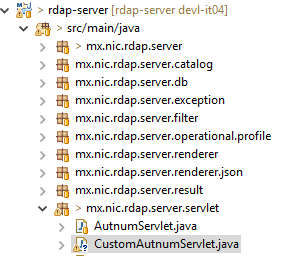 > rdap-server [rdap-server devl-it04]
> src/main/java
> mx.nic.rdap.server
mx.nic.rdap.server.catalog
mx.nic.rdap.server.db
mx.nic.rdap.server.exception
mx.nic.rdap.server.filter
mx.nic.rdap.server.operational.profile
mx.nic.rdap.server.renderer
mx.nic.rdap.server.renderer.json
mx.nic.rdap.server.result
> mx.nic.rdap.server.servlet
AutnumServlet.java
CustomAutnumServlet.java